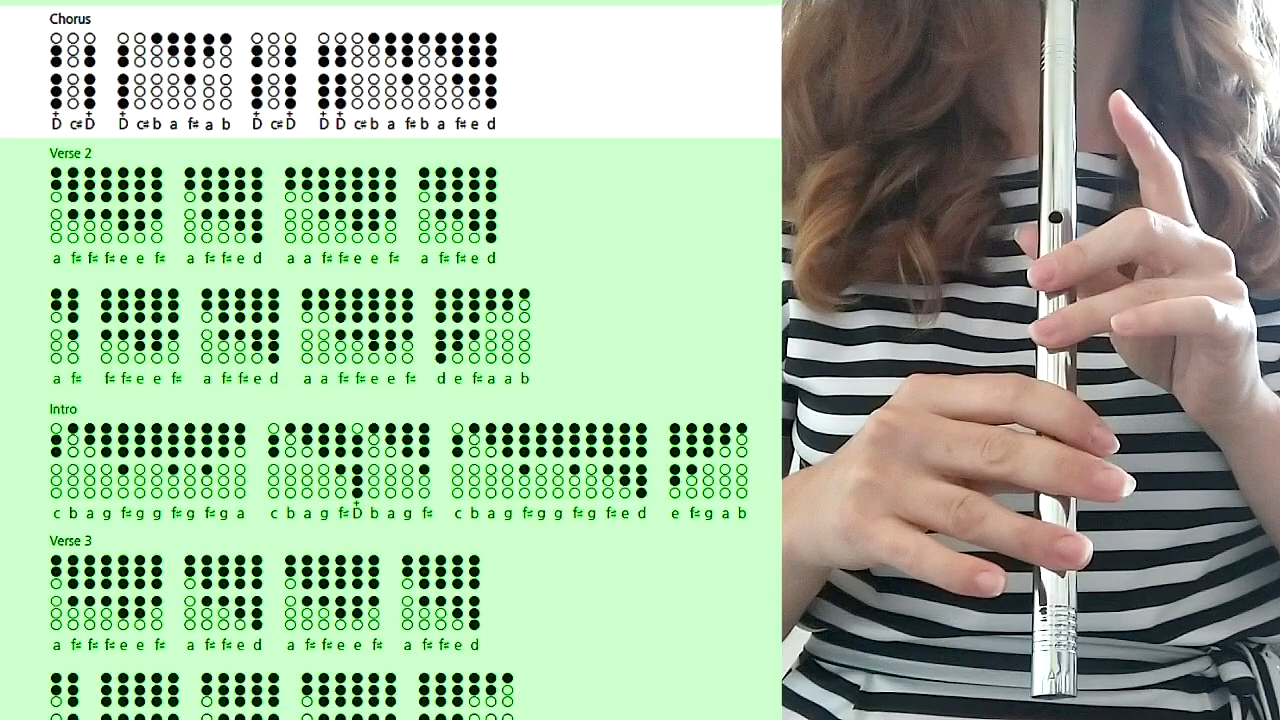 Chorus
+ + + + + + +
D c# D D c# b a f# a b D c# D D D c# b a f# b a f# e d
Verse 2
a f# f# f# e e f# a f# f# e d a a f# f# e e f# a f# f# e d
a f# f# f# e e f# a f# f# e d a a f# f# e e f# d e f# a a b
Intro
+
c b a g f# g g f# g f# g a c b a g f# D b a g f# c b a g f# g g f# g f# e d e f# g a b
Verse 3
a f# f# f# e e f# a f# f# e d a f# f# e e f# a f# f# e d